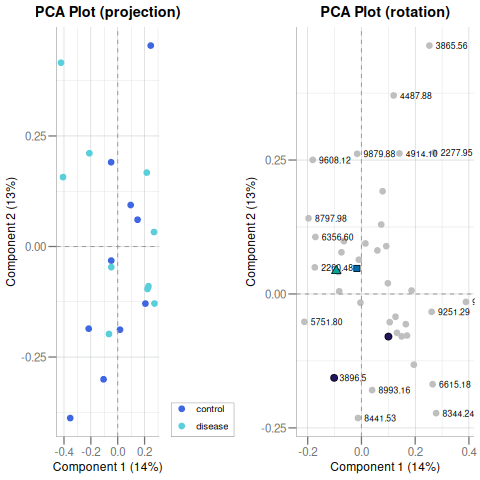 PCA Plot (projection)
0.25
0.00
-0.25
Component 2 (13%)
-0.4 -0.2 0.0 0.2
Component 1 (14%)
control
disease
PCA Plot (rotation)
3865.56
4487.88
9879.88 4914.10 2277.95
9608.12
8797.98
6356.60
2260.48
9251.29
5751.80
3896.5
6615.18
8993.16
8344.24
8441.53
0.25
0.00
-0.25
Component 2 (13%)
-0.2 0.0 0.2 0.4
Component 1 (14%)